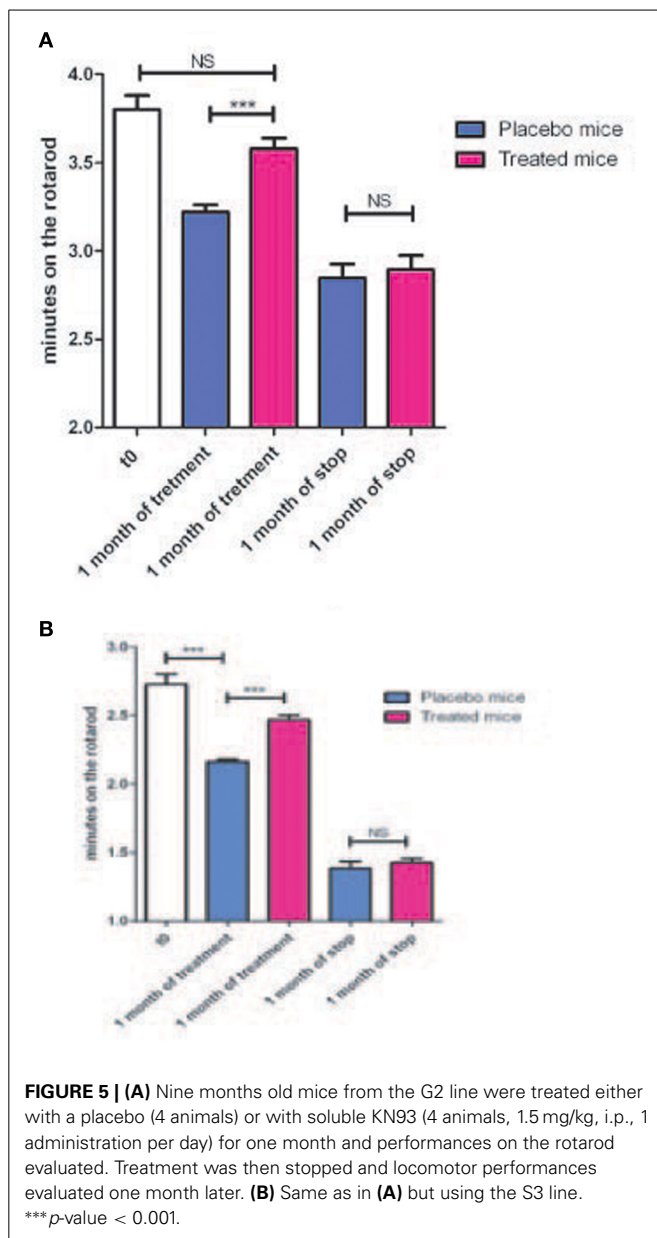 A
NS
4.0
***
Placebo mice
Treated mice
3.5
NS
3.0
2.5
2.0
minutes on the rotarod
t0
1 month of tretment
1 month of tretment
1 month of stop
1 month of stop
B
3.0
***
***
Placebo mice
Treated mice
2.5
2.0
NS
1.5
1.0
minutes on the rotarod
t0
1 month of treatment
1 month of treatment
1 month of stop
1 month of stop
FIGURE 5 | (A) Nine months old mice from the G2 line were treated either
with a placebo (4 animals) or with soluble KN93 (4 animals, 1.5 mg/kg, i.p., 1
administration per day) for one month and performances on the rotarod
evaluated. Treatment was then stopped and locomotor performances
evaluated one month later. (B) Same as in (A) but using the S3 line.
***p-value < 0.001.